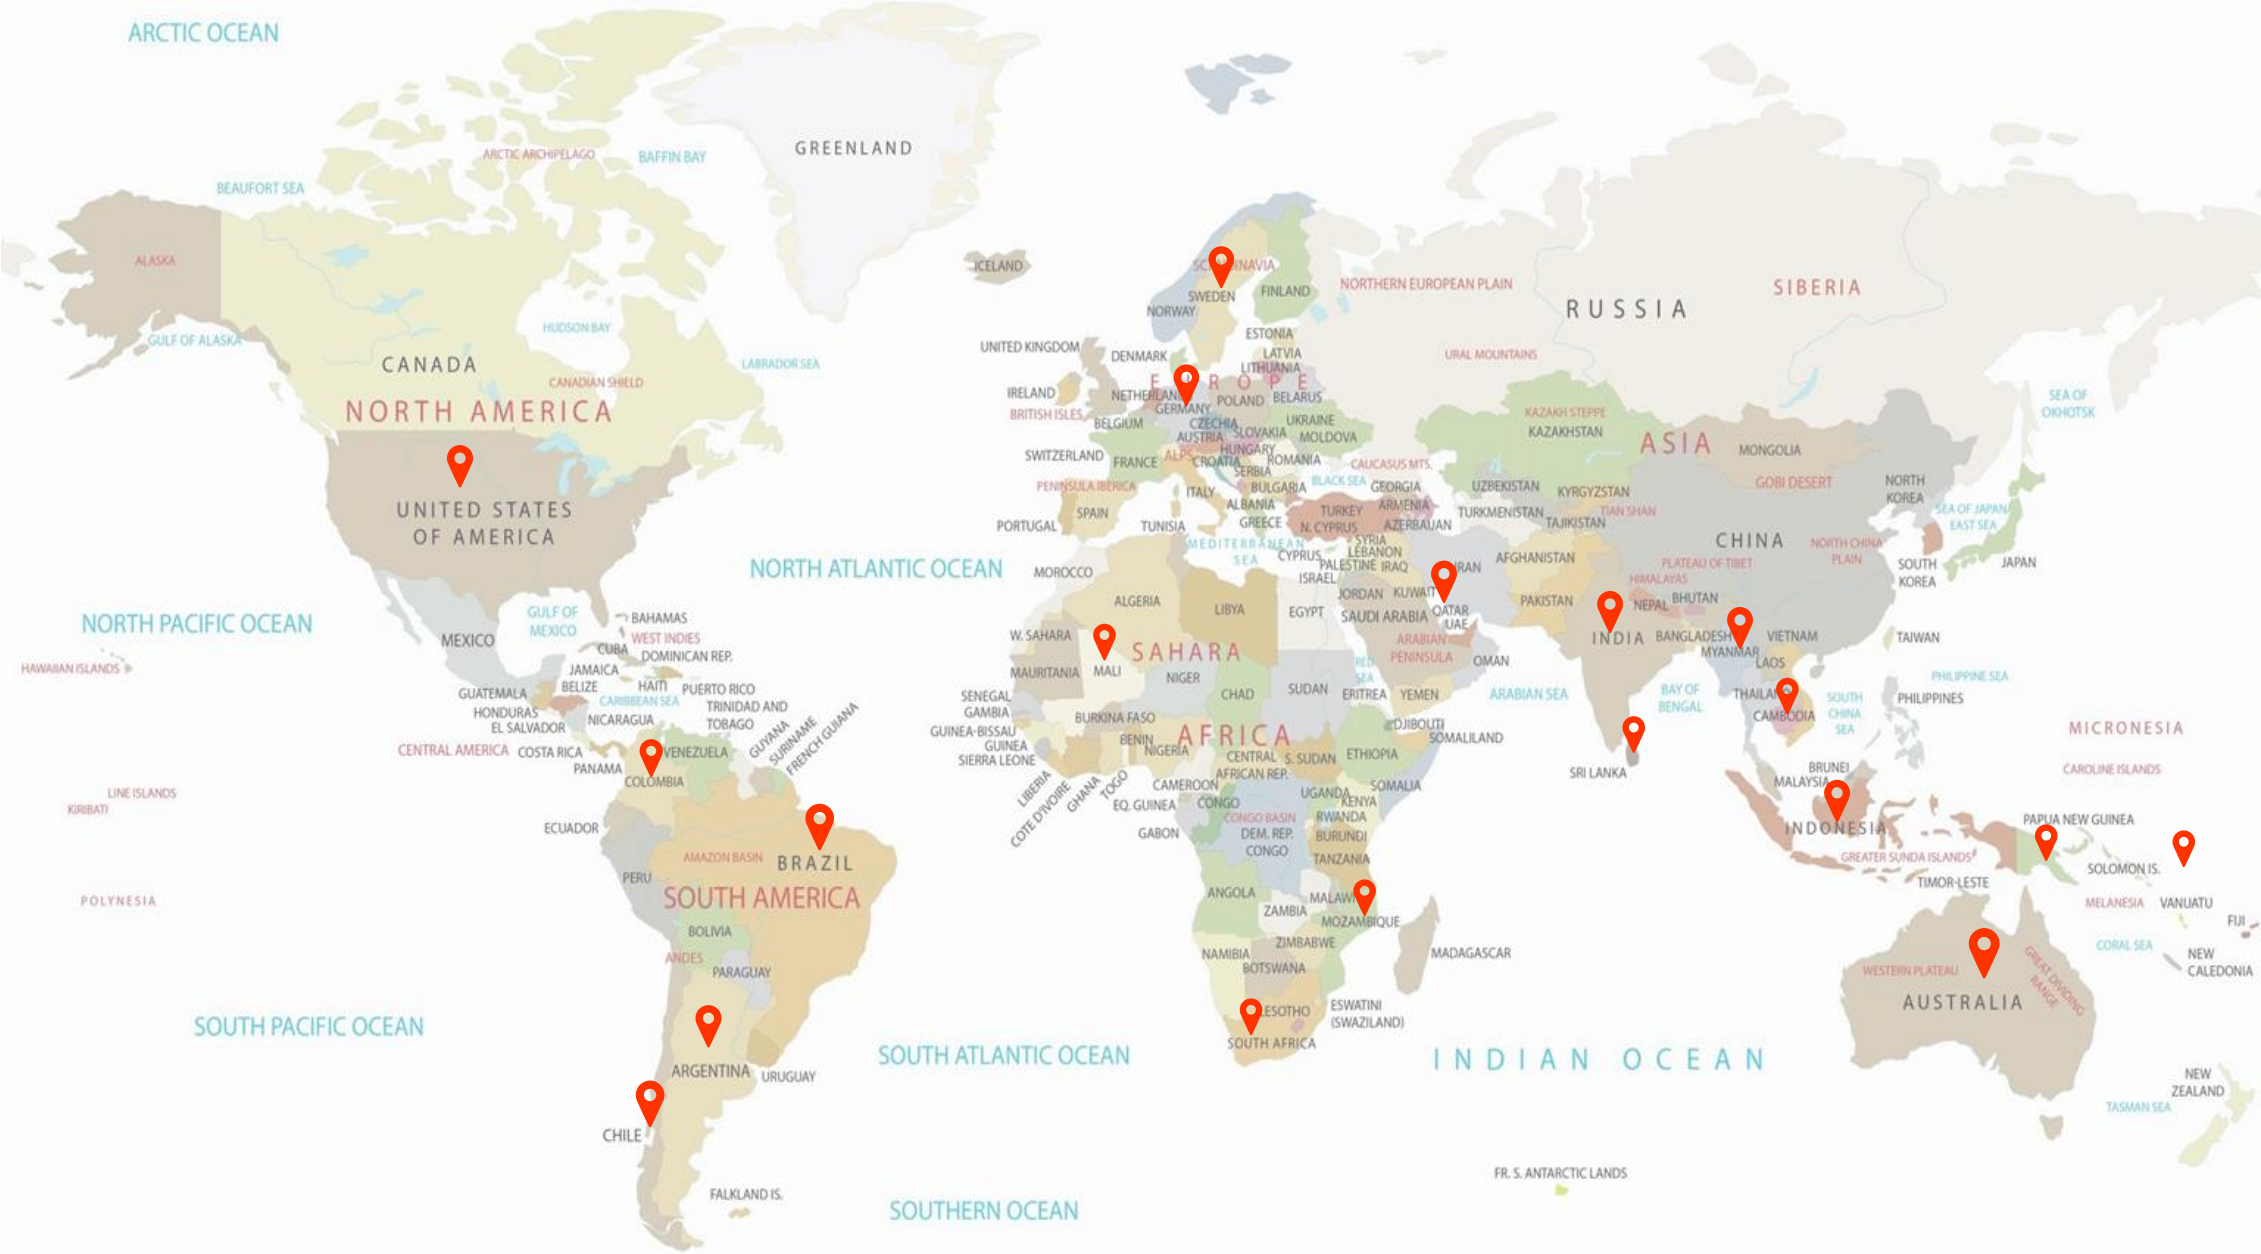 ARCTIC OCEAN
GREENLAND
ARCTIC ARCHIPELAGO
BAFFIN BAY
BEAUFORT SEA
ALASKA
GULF OF ALASKA
HUDSON BAY
LABRADOR SEA
CANADA
CANADIAN SHIELD
NORTH AMERICA
UNITED STATES
OF AMERICA
NORTH ATLANTIC OCEAN
NORTH PACIFIC OCEAN
GULF OF
MEXICO
MEXICO
BAHAMAS
WEST INDIES
CUBA
DOMINICAN REP.
HAWAIIAN ISLANDS
JAMAICA
BELIZE
HAITI
PUERTO RICO
GUATEMALA
CARIBBEAN SEA
TRINIDAD AND
TOBAGO
HONDURAS
EL SALVADOR
NICARAGUA
GUYANA
SURINAME
FRENCH GUIANA
CENTRAL AMERICA
COSTA RICA
PANAMA
VENEZUELA
COLOMBIA
LINE ISLANDS
KIRIBATI
ECUADOR
AMAZON BASIN
BRAZIL
PERU
SOUTH AMERICA
POLYNESIA
BOLIVIA
ANDES
PARAGUAY
SOUTH PACIFIC OCEAN
ARGENTINA
URUGUAY
CHILE
FALKLAND IS.
SOUTH ATLANTIC OCEAN
SOUTHERN OCEAN
ICELAND
SWEDEN
NORWAY
FINLAND
ESTONIA
UNITED KINGDOM
DENMARK
LATVIA
LITHUANIA
IRELAND
BRITISH ISLES
POLAND
BELARUS
GERMANY
BELGIUM
CZECHIA
UKRAINE
AUSTRIA
SLOVAKIA
MOLDOVA
SWITZERLAND
FRANCE
ALPS
HUNGARY
CROATIA
ROMANIA
SERBIA
PENINSULA IBERICA
ITALY
BULGARIA
BLACK SEA
CAUCASUS MTS.
GEORGIA
PORTUGAL
SPAIN
TUNISIA
ALBANIA
GREECE
TURKEY
ARMENIA
N. CYPRUS
AZERBAIJAN
MEDITERRANEAN
SEA
CYPRUS
SYRIA
LEBANON
PALESTINE
IRAQ
ISRAEL
IRAN
MOROCCO
ALGERIA
LIBYA
EGYPT
JORDAN
KUWAIT
SAUDI ARABIA
QATAR
UAE
ARABIAN
PENINSULA
OMAN
W. SAHARA
MAURITANIA
MALI
SAHARA
NIGER
CHAD
SUDAN
RED
SEA
ERITREA
YEMEN
ARABIAN SEA
SENEGAL
GAMBIA
GUINEA-BISSAU
GUINEA
SIERRA LEONE
BURKINA FASO
BENIN
NIGERIA
AFRICA
DJIBOUTI
SOMALILAND
LIBERIA
COTE D'IVOIRE
GHANA
TOGO
CENTRAL
AFRICAN REP.
S. SUDAN
ETHIOPIA
CAMEROON
SOMALIA
EQ. GUINEA
CONGO
UGANDA
KENYA
GABON
CONGO BASIN
RWANDA
DEM. REP.
CONGO
BURUNDI
TANZANIA
ANGOLA
MALAWI
ZAMBIA
MOZAMBIQUE
ZIMBABWE
NAMIBIA
BOTSWANA
MADAGASCAR
LESOTHO
ESWATINI
(SWAZILAND)
SOUTH AFRICA
INDIAN OCEAN
FR. S. ANTARCTIC LANDS
NORTHERN EUROPEAN PLAIN
RUSSIA
SIBERIA
URAL MOUNTAINS
KAZAKH STEPPE
KAZAKHSTAN
ASIA
MONGOLIA
GOBI DESERT
SEA OF
OKHOTSK
UZBEKISTAN
KYRGYZSTAN
TURKMENISTAN
TAJIKISTAN
TIAN SHAN
AFGHANISTAN
CHINA
NORTH CHINA
PLAIN
PLATEAU OF TIBET
HIMALAYAS
NORTH
KOREA
SEA OF JAPAN/
EAST SEA
SOUTH
KOREA
JAPAN
PAKISTAN
NEPAL
BHUTAN
INDIA
BANGLADESH
MYANMAR
VIETNAM
LAOS
TAIWAN
PHILIPPINE SEA
BAY OF
BENGAL
THAILAND
CAMBODIA
SOUTH
CHINA
SEA
PHILIPPINES
MICRONESIA
SRI LANKA
BRUNEI
MALAYSIA
CAROLINE ISLANDS
INDONESIA
PAPUA NEW GUINEA
GREATER SUNDA ISLANDS
TIMOR-LESTE
SOLOMON IS.
MELANESIA
VANUATU
FIJI
CORAL SEA
NEW
CALEDONIA
WESTERN PLATEAU
GREAT DIVIDING
RANGE
AUSTRALIA
NEW
ZEALAND
TASMAN SEA